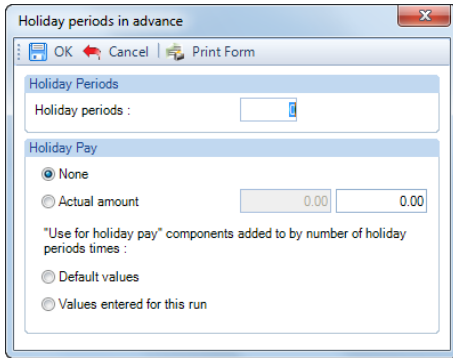 Holiday periods in advance
OK Cancel Print Form
Holiday Periods
Holiday periods : 0
Holiday Pay
None
Actual amount 0.00 0.00
"Use for holiday pay" components added to by number of holiday
periods times :
Default values
Values entered for this run